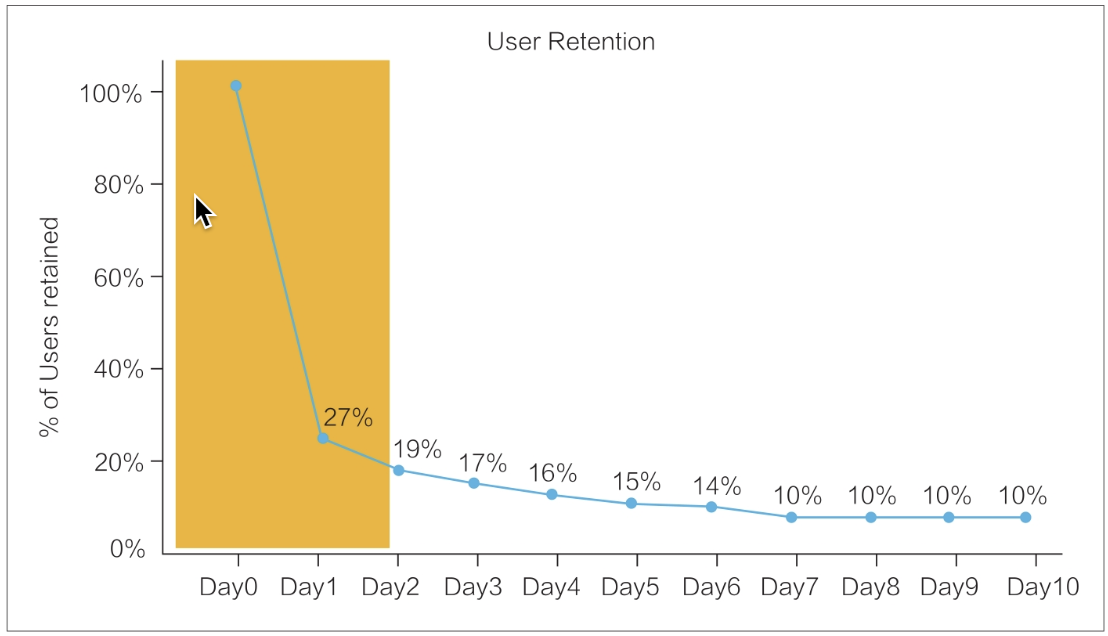 User Retention
% of Users retained
100%
80%
60%
40%
20%
0%
27%
19%
17%
16%
15%
14%
10%
10%
10%
10%
Day0
Day1
Day2
Day3
Day4
Day5
Day6
Day7
Day8
Day9
Day10